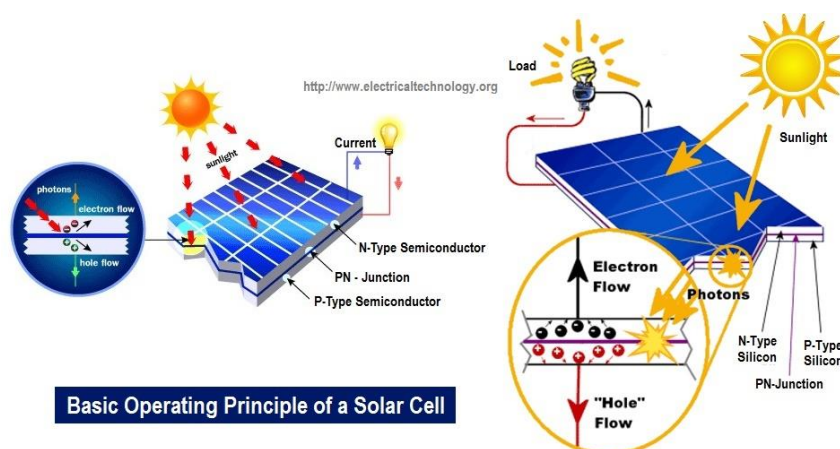 http://www.electricaltechnology.org
sunlight
Current
photons
electron flow
hole flow
N-Type Semiconductor
PN - Junction
P-Type Semiconductor
Basic Operating Principle of a Solar Cell
Load
Sunlight
Electron
Flow
Photons
"Hole"
Flow
N-Type
Silicon
PN-Junction
P-Type
Silicon